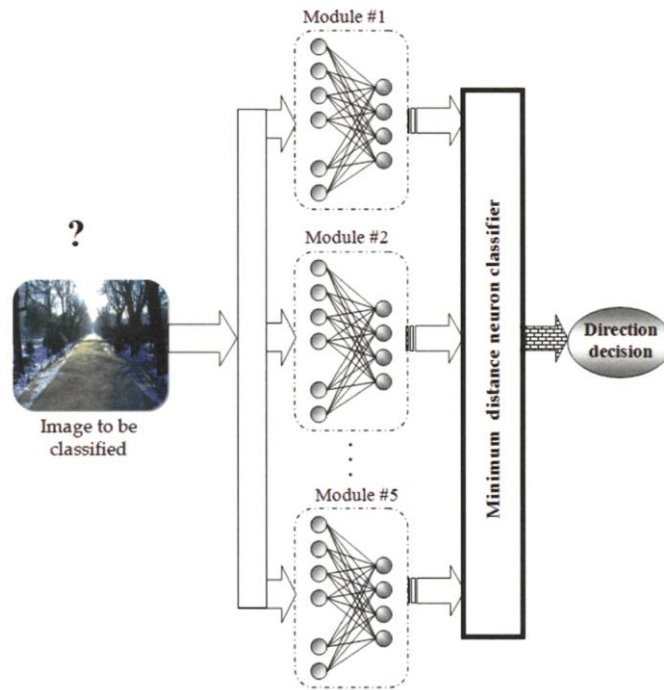 Module #1
?
Module #2
Image to be
classified
Minimum distance neuron classifier
Direction
decision
Module #5